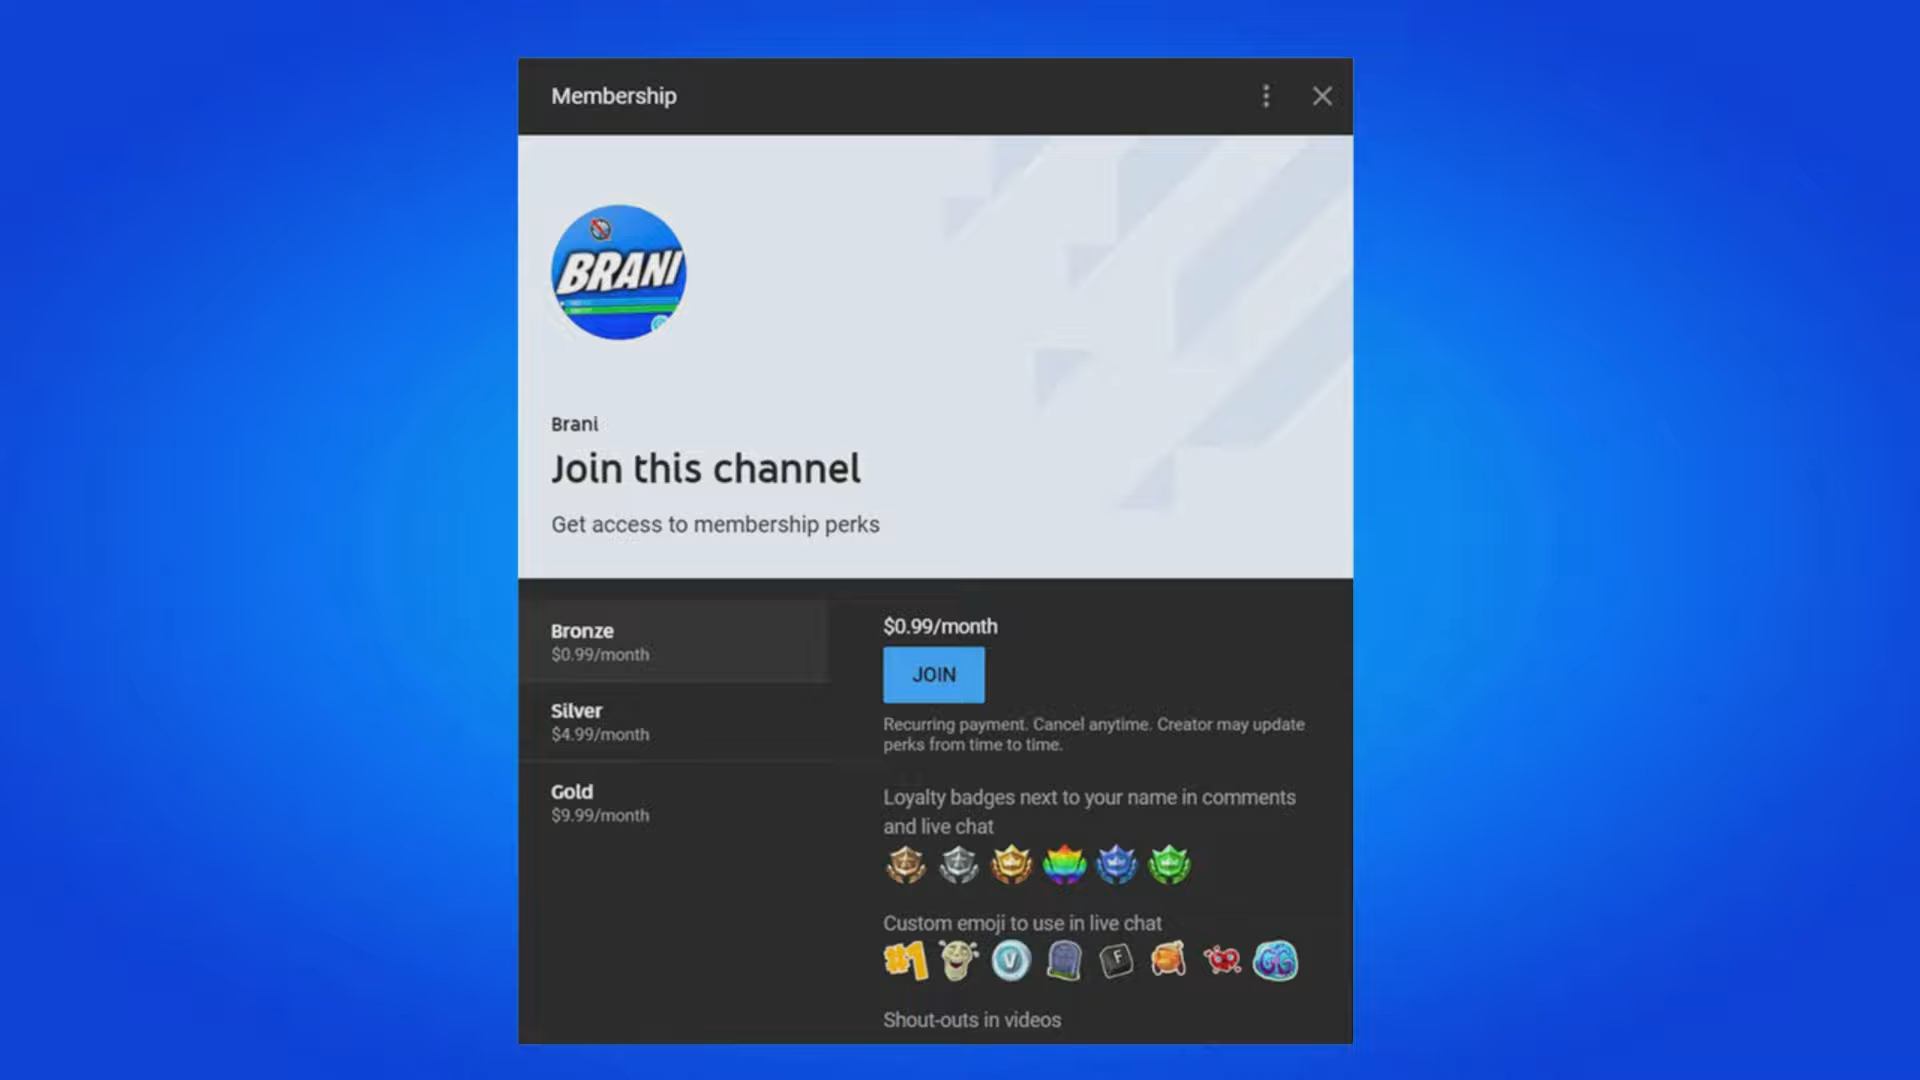 Membership
BRANI
Brani
Join this channel
Get access to membership perks
Bronze
$0.99/month
Silver
$4.99/month
Gold
$9.99/month
$0.99/month
JOIN
Recurring payment. Cancel anytime. Creator may update
perks from time to time.
Loyalty badges next to your name in comments
and live chat
Custom emoji to use in live chat
#1 V F GG
Shout-outs in videos